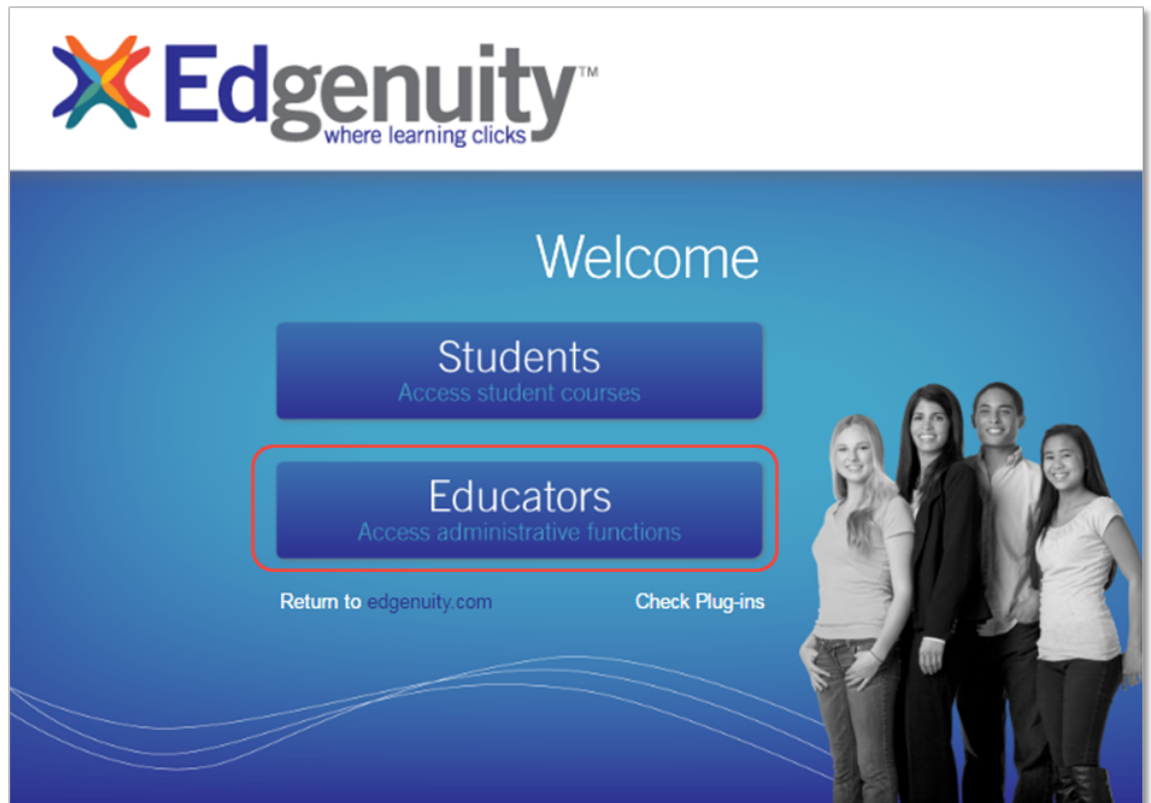 Edgenuity™
where learning clicks
Welcome
Students
Access student courses
Educators
Access administrative functions
Return to edgenuity.com
Check Plug-ins